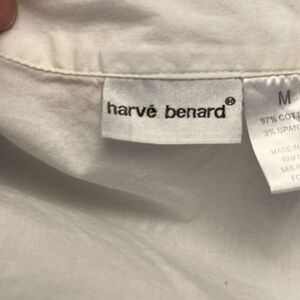 harvé benard®
M
97% COT
3% SPAN
MADE IN